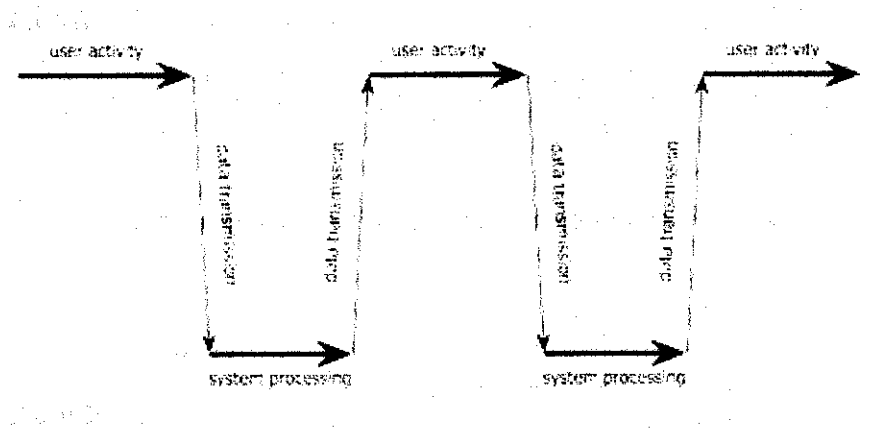 user activity
user activity
user activity
data transmission
data transmission
data transmission
data transmission
system processing
system processing